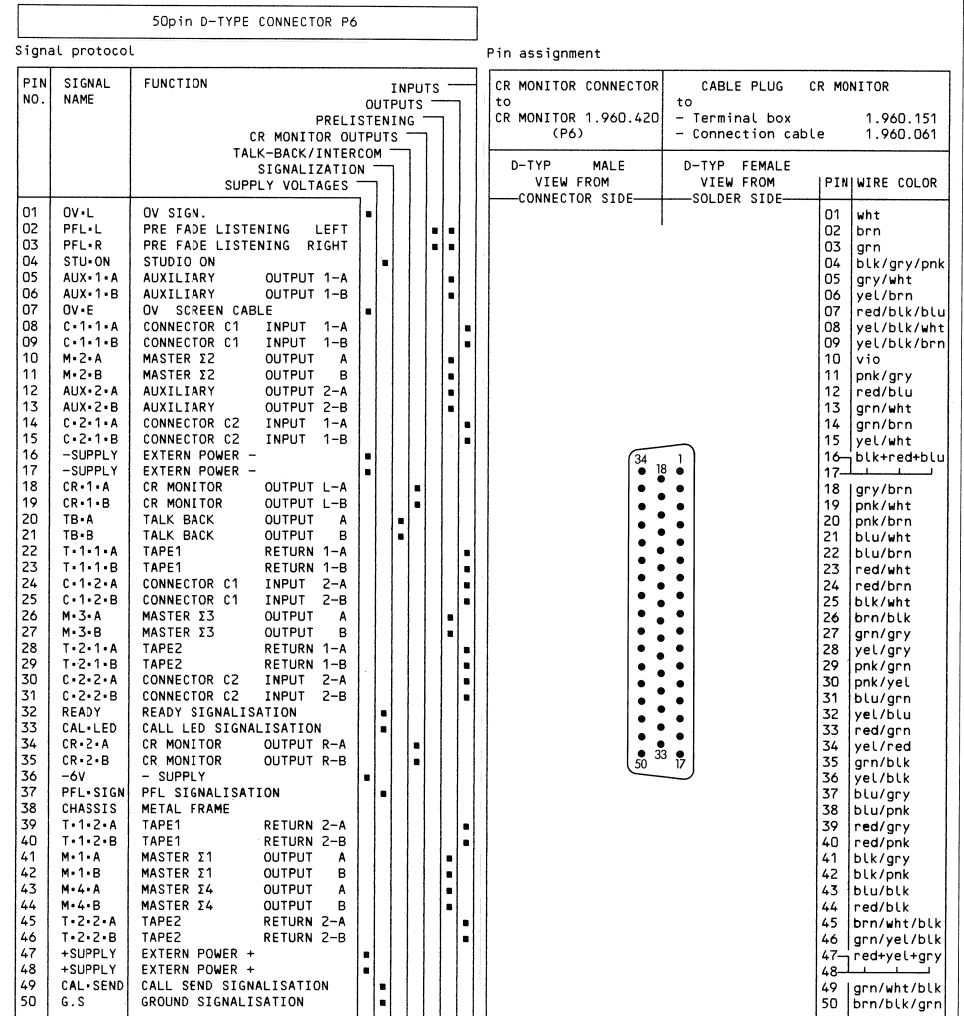 50pin D-TYPE CONNECTOR P6
Signal protocol
PIN NO. SIGNAL NAME FUNCTION
INPUTS
OUTPUTS
PRELISTENING
CR MONITOR OUTPUTS
TALK-BACK/INTERCOM
SIGNALIZATION
SUPPLY VOLTAGES
01 0V•L 0V SIGN.
02 PFL•L PRE FADE LISTENING LEFT
03 PFL•R PRE FADE LISTENING RIGHT
04 STU•ON STUDIO ON
05 AUX•1•A AUXILIARY OUTPUT 1-A
06 AUX•1•B AUXILIARY OUTPUT 1-B
07 0V•E 0V SCREEN CABLE
08 C•1•1•A CONNECTOR C1 INPUT 1-A
09 C•1•1•B CONNECTOR C1 INPUT 1-B
10 M•2•A MASTER Σ2 OUTPUT A
11 M•2•B MASTER Σ2 OUTPUT B
12 AUX•2•A AUXILIARY OUTPUT 2-A
13 AUX•2•B AUXILIARY OUTPUT 2-B
14 C•2•1•A CONNECTOR C2 INPUT 1-A
15 C•2•1•B CONNECTOR C2 INPUT 1-B
16 -SUPPLY EXTERN POWER -
17 -SUPPLY EXTERN POWER -
18 CR•1•A CR MONITOR OUTPUT L-A
19 CR•1•B CR MONITOR OUTPUT L-B
20 TB•A TALK BACK OUTPUT A
21 TB•B TALK BACK OUTPUT B
22 T•1•1•A TAPE1 RETURN 1-A
23 T•1•1•B TAPE1 RETURN 1-B
24 C•1•2•A CONNECTOR C1 INPUT 2-A
25 C•1•2•B CONNECTOR C1 INPUT 2-B
26 M•3•A MASTER Σ3 OUTPUT A
27 M•3•B MASTER Σ3 OUTPUT B
28 T•2•1•A TAPE2 RETURN 1-A
29 T•2•1•B TAPE2 RETURN 1-B
30 C•2•2•A CONNECTOR C2 INPUT 2-A
31 C•2•2•B CONNECTOR C2 INPUT 2-B
32 READY READY SIGNALISATION
33 CAL•LED CALL LED SIGNALISATION
34 CR•2•A CR MONITOR OUTPUT R-A
35 CR•2•B CR MONITOR OUTPUT R-B
36 -6V - SUPPLY
37 PFL•SIGN PFL SIGNALISATION
38 CHASSIS METAL FRAME
39 T•1•2•A TAPE1 RETURN 2-A
40 T•1•2•B TAPE1 RETURN 2-B
41 M•1•A MASTER Σ1 OUTPUT A
42 M•1•B MASTER Σ1 OUTPUT B
43 M•4•A MASTER Σ4 OUTPUT A
44 M•4•B MASTER Σ4 OUTPUT B
45 T•2•2•A TAPE2 RETURN 2-A
46 T•2•2•B TAPE2 RETURN 2-B
47 +SUPPLY EXTERN POWER +
48 +SUPPLY EXTERN POWER +
49 CAL•SEND CALL SEND SIGNALISATION
50 G.S GROUND SIGNALISATION
Pin assignment
CR MONITOR CONNECTOR
to
CR MONITOR 1.960.420
(P6)
CABLE PLUG CR MONITOR
to
- Terminal box 1.960.151
- Connection cable 1.960.061
D-TYP MALE
VIEW FROM
CONNECTOR SIDE
D-TYP FEMALE
VIEW FROM
SOLDER SIDE
34 18 1
50 33 17
PIN WIRE COLOR
01 wht
02 brn
03 grn
04 blk/gry/pnk
05 gry/wht
06 yel/brn
07 red/blk/blu
08 yel/blk/wht
09 yel/blk/brn
10 vio
11 pnk/gry
12 red/blu
13 grn/wht
14 grn/brn
15 yel/wht
16 blk+red+blu
17
18 gry/brn
19 pnk/wht
20 pnk/brn
21 blu/wht
22 blu/brn
23 red/wht
24 red/brn
25 blk/wht
26 brn/blk
27 grn/gry
28 yel/gry
29 pnk/grn
30 pnk/yel
31 blu/grn
32 yel/blu
33 red/grn
34 yel/red
35 grn/blk
36 yel/blk
37 blu/gry
38 blu/pnk
39 red/gry
40 red/pnk
41 blk/gry
42 blk/pnk
43 blu/blk
44 red/blk
45 brn/wht/blk
46 grn/yel/blk
47 red+yel+gry
48
49 grn/wht/blk
50 brn/blk/grn